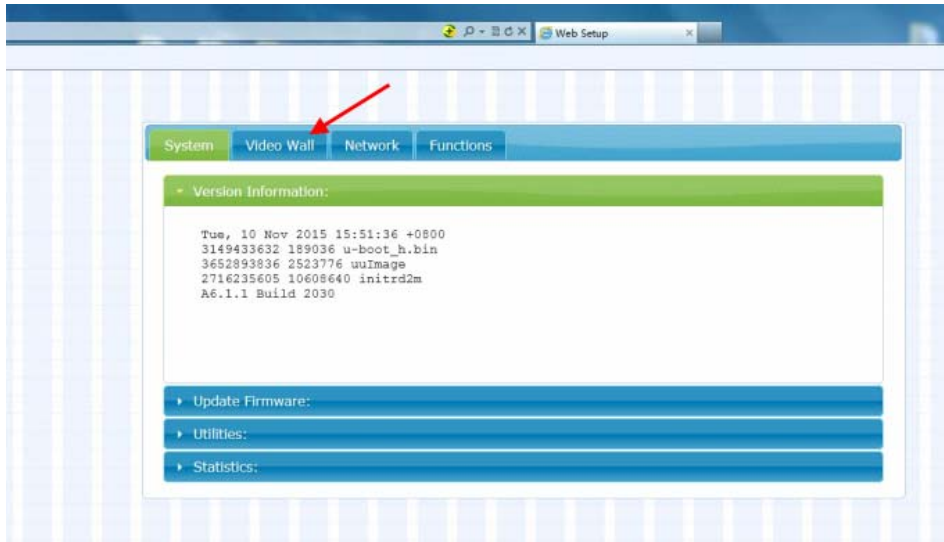 Web Setup
System Video Wall Network Functions
Version Information:
Tue, 10 Nov 2015 15:51:36 +0800
3149433632 189036 u-boot_h.bin
3652893836 2523776 uuImage
2716235605 10608640 initrd2m
A6.1.1 Build 2030
Update Firmware:
Utilities:
Statistics: